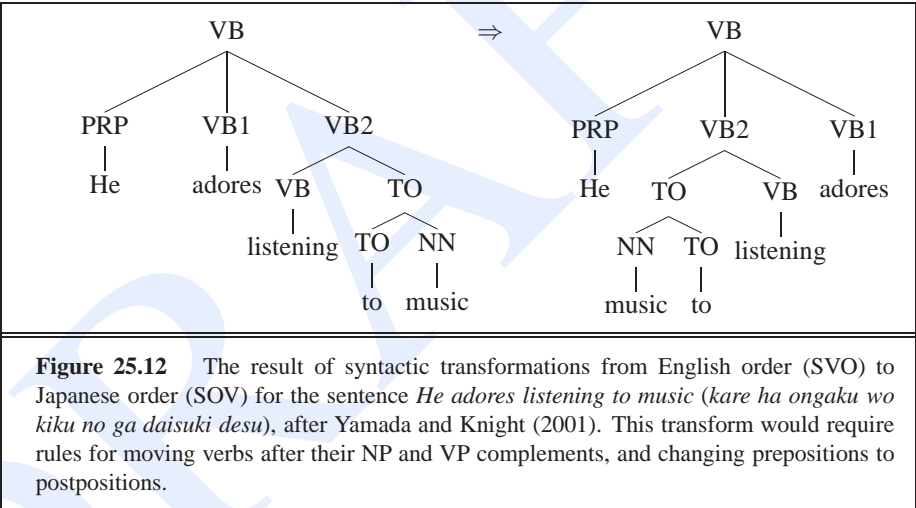 VB ⇒ VB
PRP VB1 VB2 PRP VB2 VB1
He adores VB TO He TO VB adores
listening TO NN NN TO listening
to music music to
Figure 25.12 The result of syntactic transformations from English order (SVO) to
Japanese order (SOV) for the sentence He adores listening to music (kare ha ongaku wo
kiku no ga daisuki desu), after Yamada and Knight (2001). This transform would require
rules for moving verbs after their NP and VP complements, and changing prepositions to
postpositions.